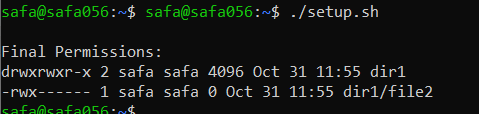 safa@safa056:~$ safa@safa056:~$ ./setup.sh
Final Permissions:
drwxrwxr-x 2 safa safa 4096 Oct 31 11:55 dir1
-rwx------ 1 safa safa 0 Oct 31 11:55 dir1/file2
safa@safa056:~$